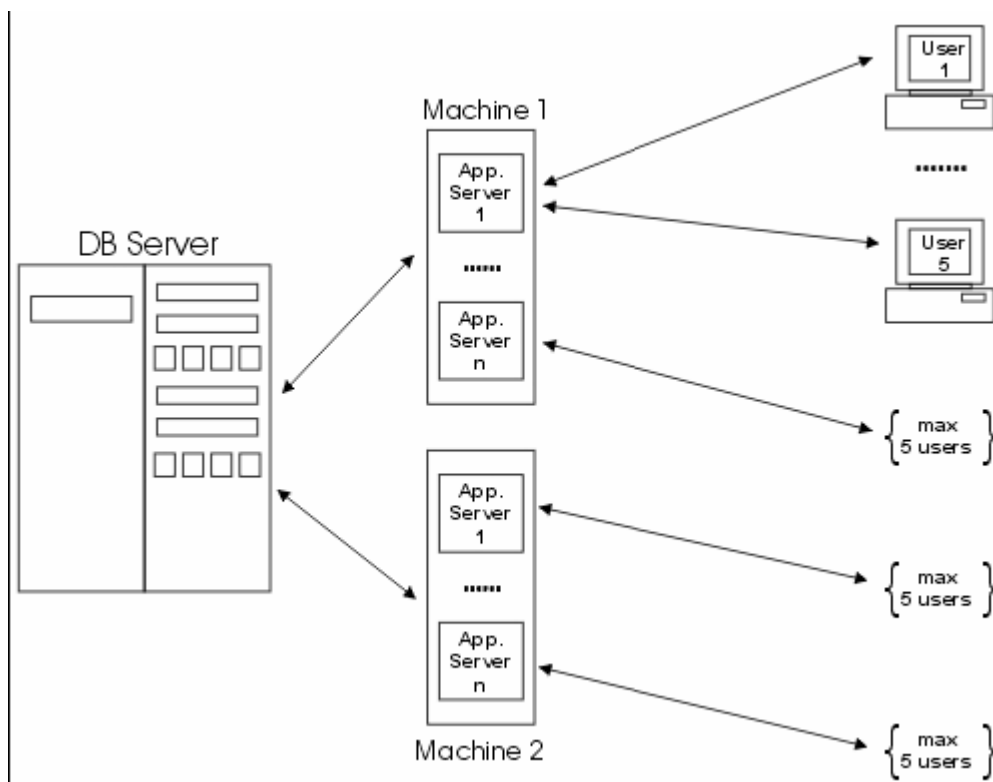 User
1
Machine 1
App.
Server
1
.......
User
5
DB Server
......
App.
Server
n
{ max
5 users }
App.
Server
1
......
{ max
5 users }
App.
Server
n
{ max
5 users }
Machine 2